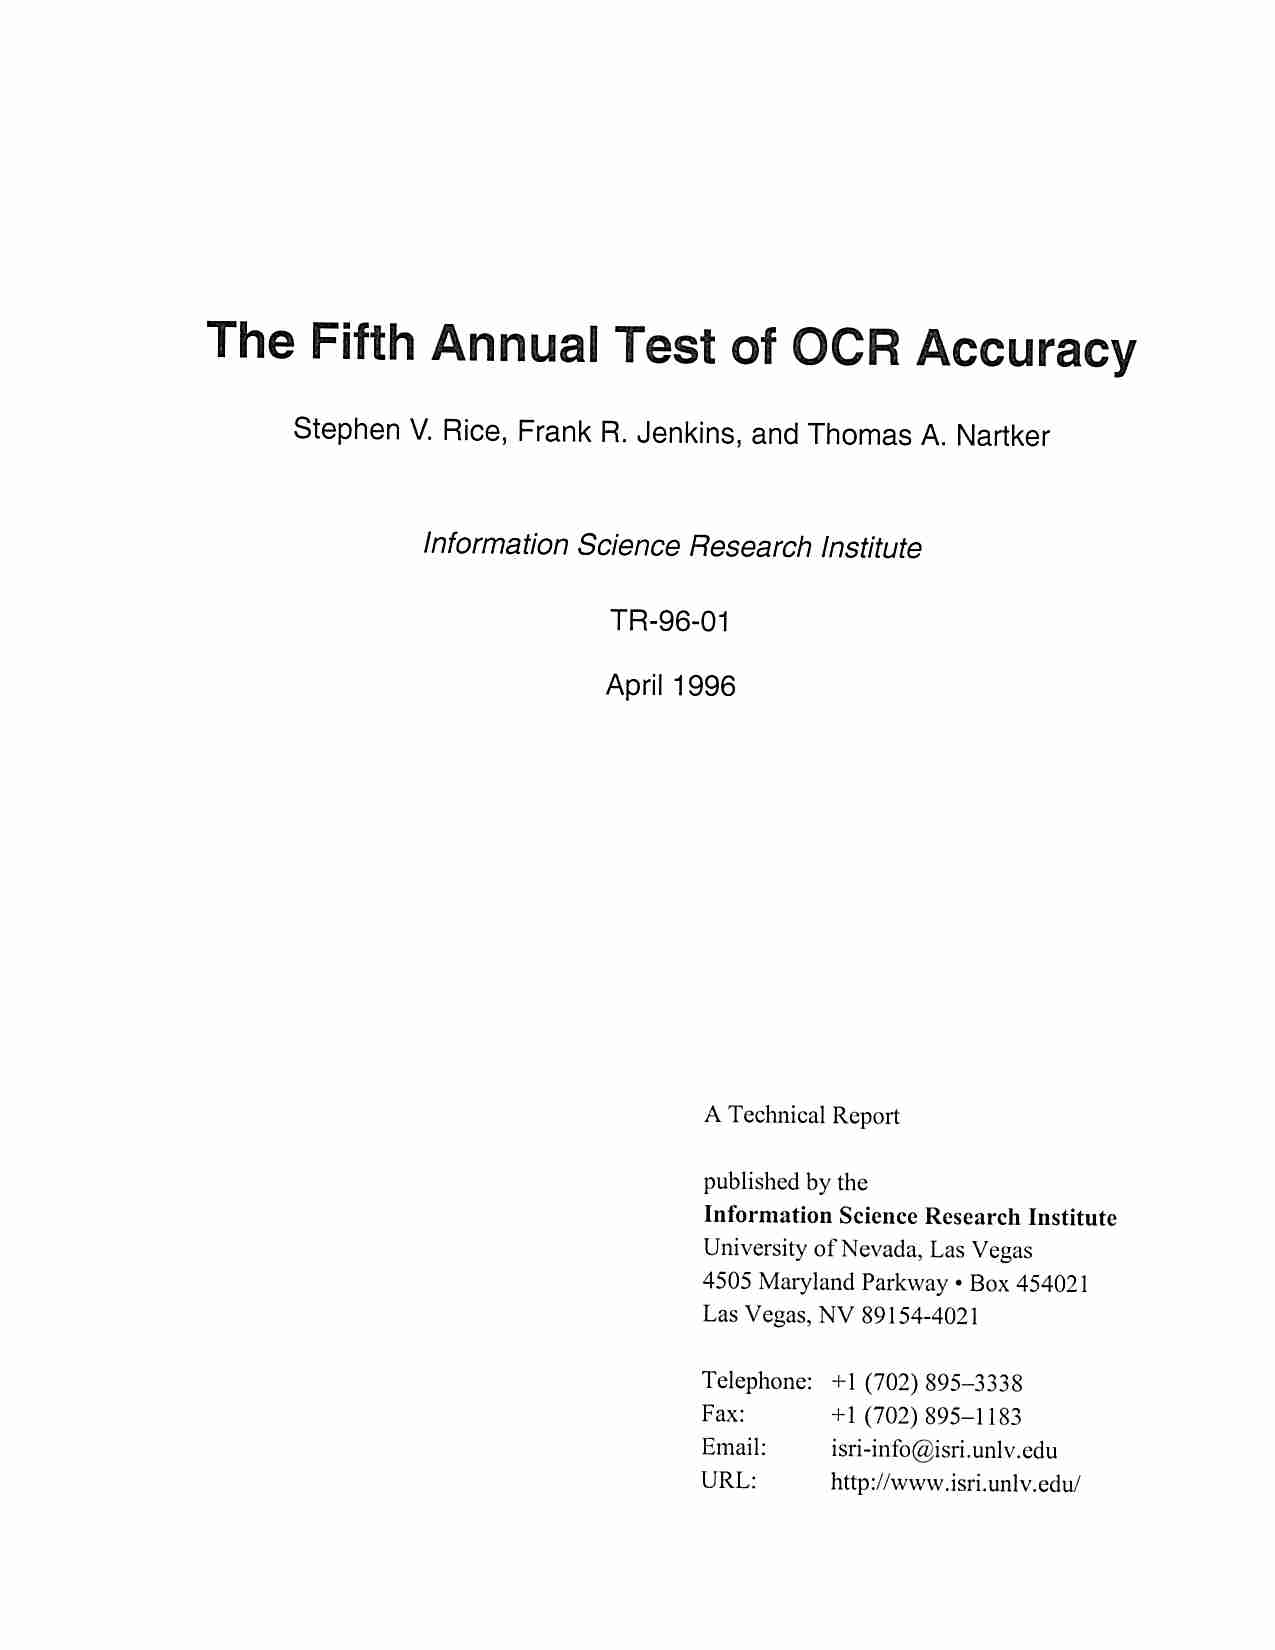 The Fifth Annual Test of OCR Accuracy
Stephen V. Rice, Frank R. Jenkins, and Thomas A. Nartker
Information Science Research Institute
TR-96-01
April 1996
A Technical Report
published by the
Information Science Research Institute
University of Nevada, Las Vegas
4505 Maryland Parkway • Box 454021
Las Vegas, NV 89154-4021
Telephone: +1 (702) 895–3338
Fax: +1 (702) 895–1183
Email: isri-info@isri.unlv.edu
URL: http://www.isri.unlv.edu/